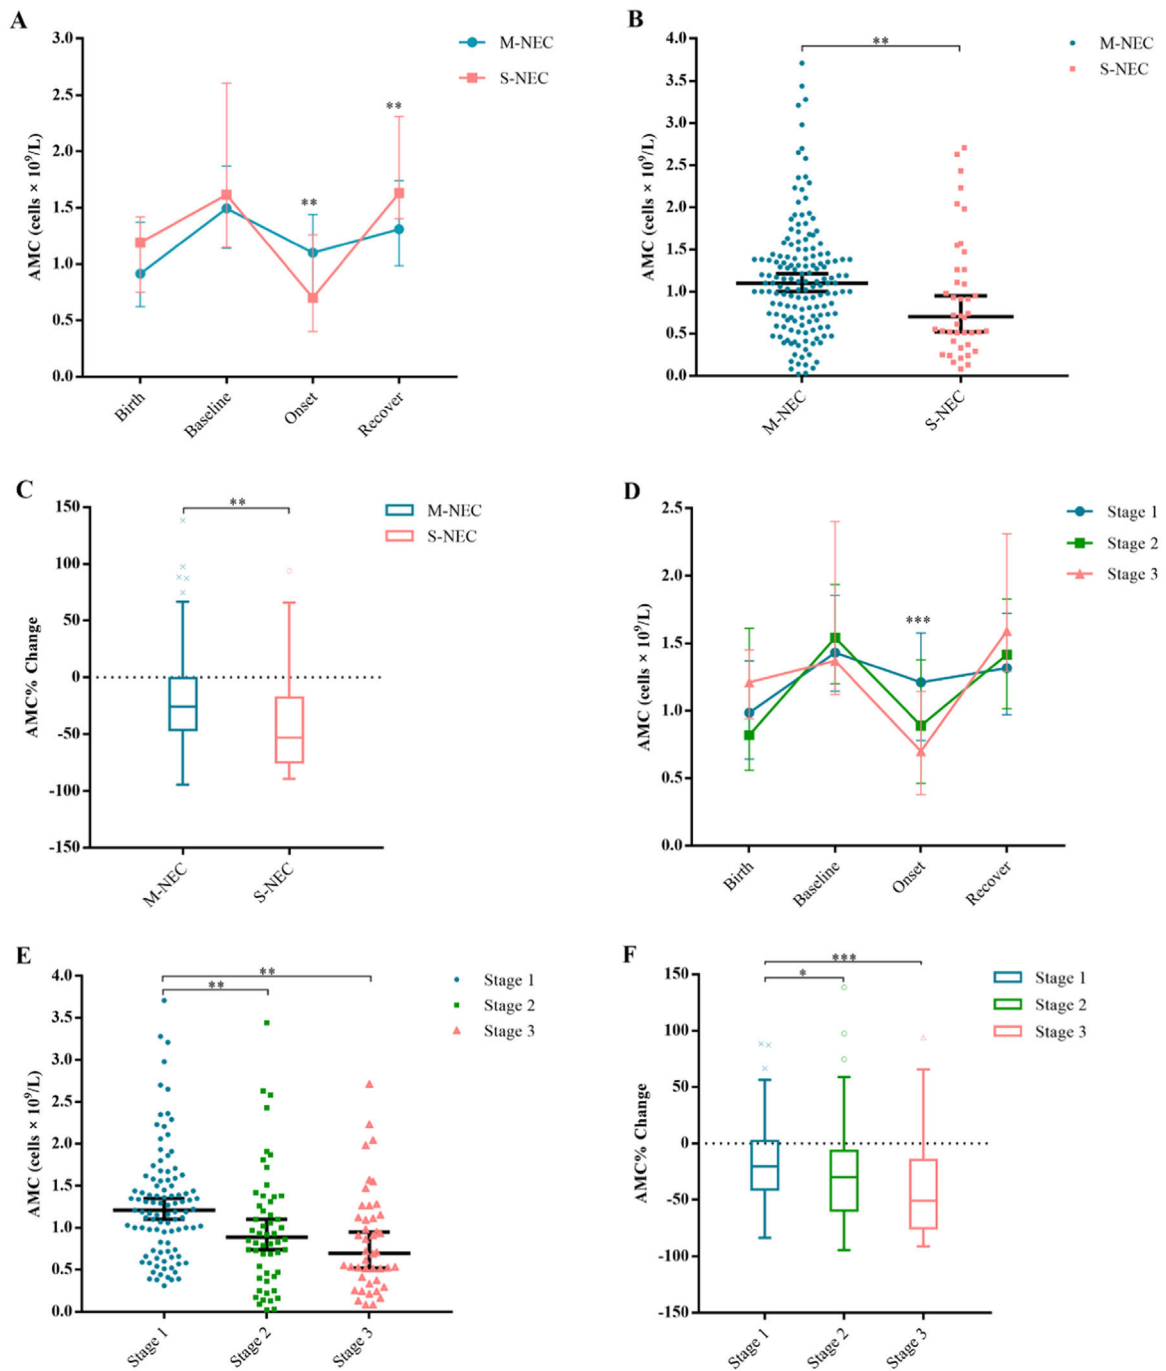 A
3.0
2.5
2.0
1.5
1.0
0.5
0.0
AMC (cells × 10⁹/L)
Birth
Baseline
Onset
Recover
**
**
M-NEC
S-NEC
B
4.0
3.5
3.0
2.5
2.0
1.5
1.0
0.5
0.0
AMC (cells × 10⁹/L)
M-NEC
S-NEC
**
M-NEC
S-NEC
C
150
100
50
0
-50
-100
-150
AMC% Change
M-NEC
S-NEC
**
M-NEC
S-NEC
D
2.5
2.0
1.5
1.0
0.5
0.0
AMC (cells × 10⁹/L)
Birth
Baseline
Onset
Recover
***
Stage 1
Stage 2
Stage 3
E
4.0
3.5
3.0
2.5
2.0
1.5
1.0
0.5
0.0
AMC (cells × 10⁹/L)
Stage 1
Stage 2
Stage 3
**
**
Stage 1
Stage 2
Stage 3
F
150
100
50
0
-50
-100
-150
AMC% Change
Stage 1
Stage 2
Stage 3
***
*
Stage 1
Stage 2
Stage 3